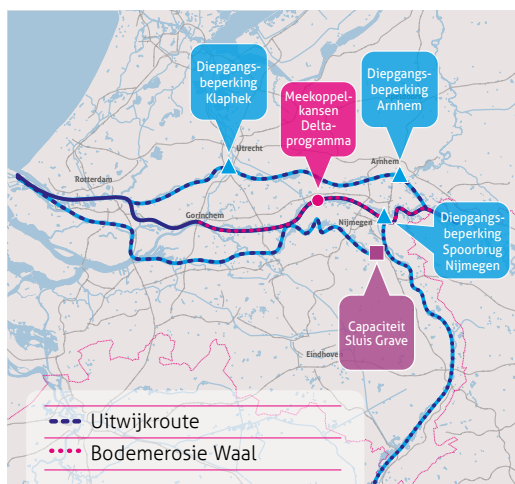 Diepgangs-
beperking
Klaphek
Meekoppel-
kansen
Delta-
programma
Diepgangs-
beperking
Arnhem
Utrecht
Arnhem
Rotterdam
Gorinchem
Nijmegen
Diepgangs-
beperking
Spoorbrug
Nijmegen
Capaciteit
Sluis Grave
Eindhoven
Uitwijkroute
Bodemerosie Waal